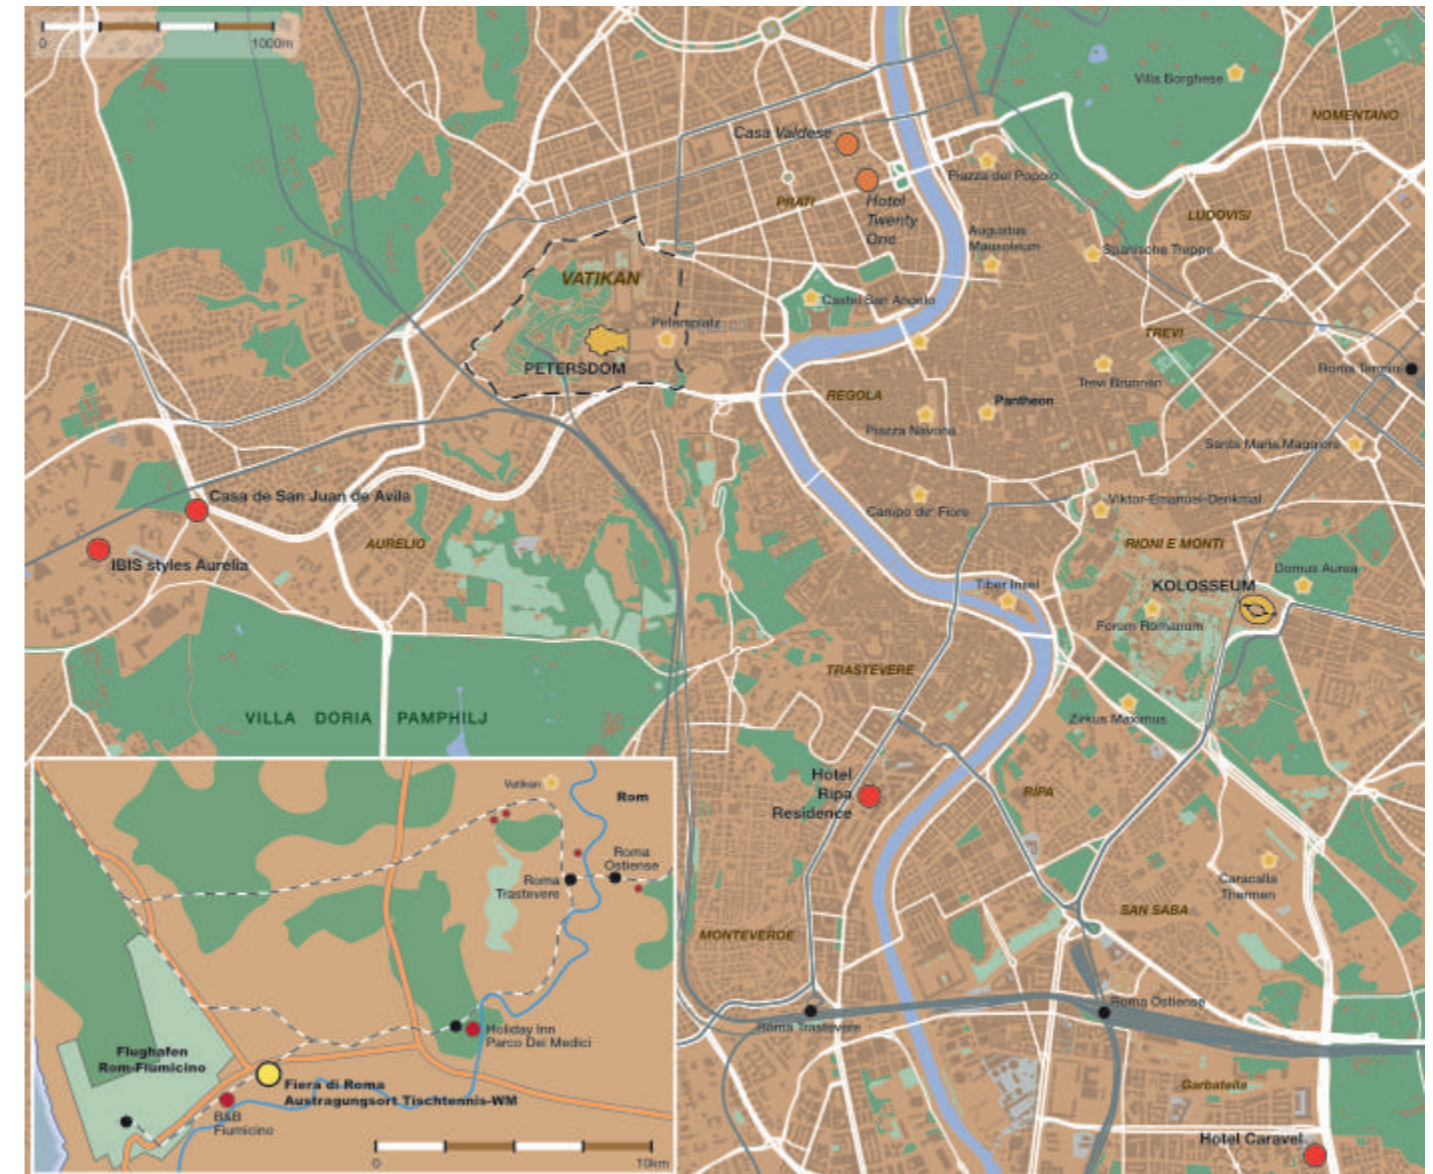 0
1000m
Villa Borghese
NOMENTANO
Casa Valdese
Piazza del Popolo
PRATI
Hotel
Twenty
One
LUDOVISI
Augustus
Mausoleum
Spanische Treppe
VATIKAN
Castel San Angelo
Petersplatz
TREVI
PETERSDOM
Roma Termini
Trevi Brunnen
REGOLA
Pantheon
Piazza Navona
Santa Maria Maggiore
Casa de San Juan de Avila
Viktor-Emanuel-Denkmal
Campo de' Fiore
AURELIO
RIONI E MONTI
IBIS styles Aurelia
Domus Aurea
Tiber Insel
KOLOSSEUM
Forum Romanum
TRASTEVERE
VILLA DORIA PAMPHILJ
Zirkus Maximus
Hotel
Ripa
Residence
RIPA
Caracalla
Thermen
SAN SABA
MONTEVERDE
Roma Ostiense
Roma Trastevere
Garbatella
Hotel Caravel
Vatikan
Rom
Roma
Ostiense
Roma
Trastevere
Holiday Inn
Parco Dei Medici
Flughafen
Rom-Fiumicino
Fiera di Roma
Austragungsort Tischtennis-WM
B&B
Fiumicino
0
10km